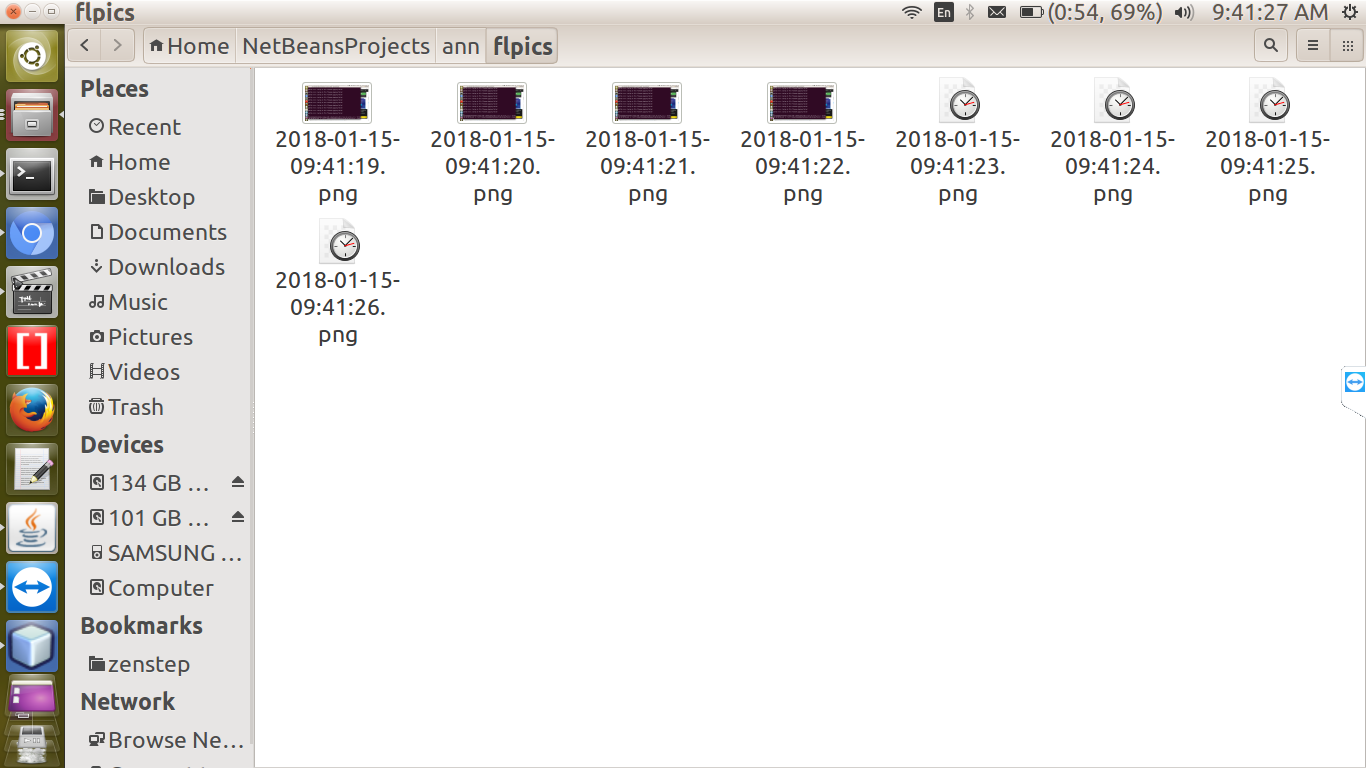 flpics
En
(0:54, 69%)
9:41:27 AM
Home NetBeansProjects ann flpics
Places
Recent
Home
Desktop
Documents
Downloads
Music
Pictures
Videos
Trash
Devices
134 GB …
101 GB …
SAMSUNG …
Computer
Bookmarks
zenstep
Network
Browse Ne…
2018-01-15-
09:41:19.
png
2018-01-15-
09:41:20.
png
2018-01-15-
09:41:21.
png
2018-01-15-
09:41:22.
png
2018-01-15-
09:41:23.
png
2018-01-15-
09:41:24.
png
2018-01-15-
09:41:25.
png
2018-01-15-
09:41:26.
png